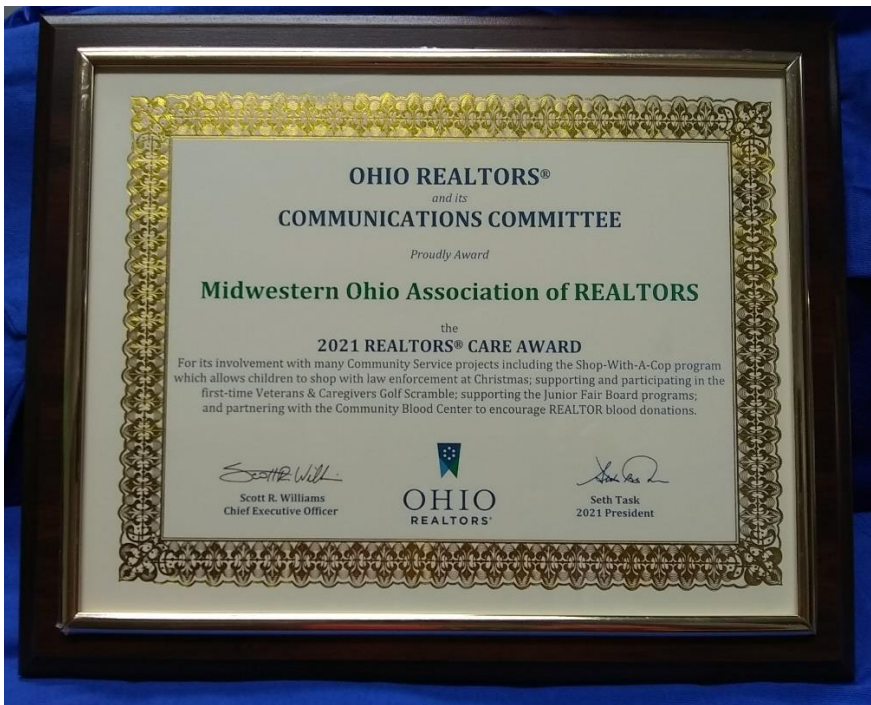 OHIO REALTORS®
and its
COMMUNICATIONS COMMITTEE
Proudly Award
Midwestern Ohio Association of REALTORS
the
2021 REALTORS® CARE AWARD
For its involvement with many Community Service projects including the Shop-With-A-Cop program
which allows children to shop with law enforcement at Christmas; supporting and participating in the
first-time Veterans & Caregivers Golf Scramble; supporting the Junior Fair Board programs;
and partnering with the Community Blood Center to encourage REALTOR blood donations.
Scott R. Williams
Chief Executive Officer
OHIO
REALTORS®
Seth Task
2021 President